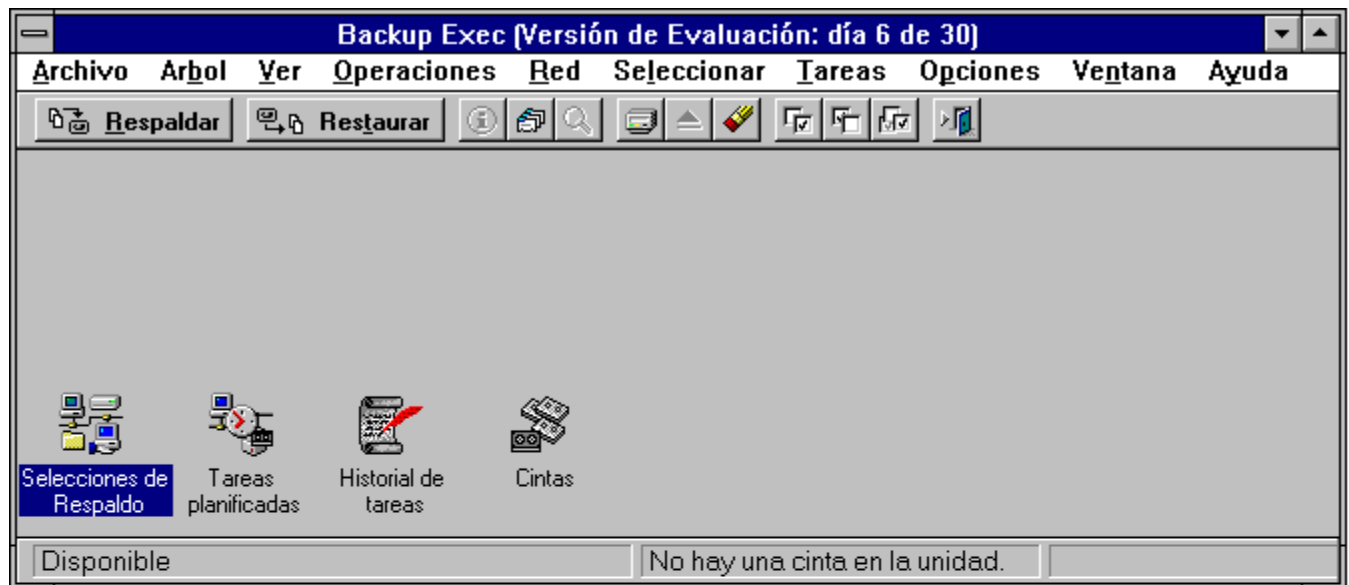 Backup Exec (Versión de Evaluación: día 6 de 30)
Archivo Arbol Ver Operaciones Red Seleccionar Tareas Opciones Ventana Ayuda
Respaldar Restaurar
Selecciones de Respaldo
Tareas planificadas
Historial de tareas
Cintas
Disponible No hay una cinta en la unidad.